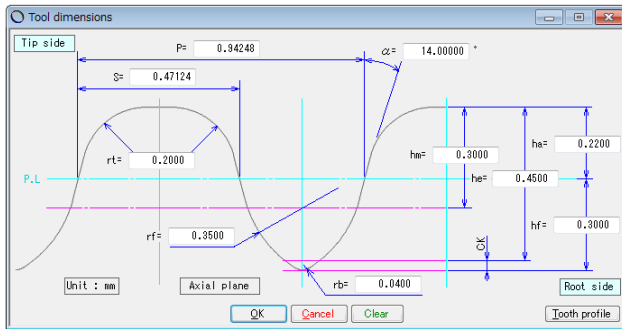 Tool dimensions
Tip side
P= 0.94248
α= 14.00000 °
S= 0.47124
rt= 0.2000
hm= 0.3000
ha= 0.2200
he= 0.4500
P.L
rf= 0.3500
hf= 0.3000
CK
Unit : mm
Axial plane
rb= 0.0400
Root side
OK
Cancel
Clear
Tooth profile